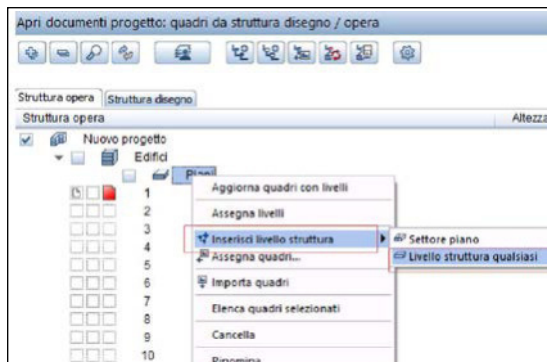 Apri documenti progetto: quadri da struttura disegno / opera
Struttura opera Struttura disegno
Struttura opera Altezza
Nuovo progetto
Edifici
Piani
1
2
3
4
5
6
7
8
9
10
Aggiorna quadri con livelli
Assegna livelli
Inserisci livello struttura
Assegna quadri...
Importa quadri
Elenca quadri selezionati
Cancella
Rinomina
Settore piano
Livello struttura qualsiasi